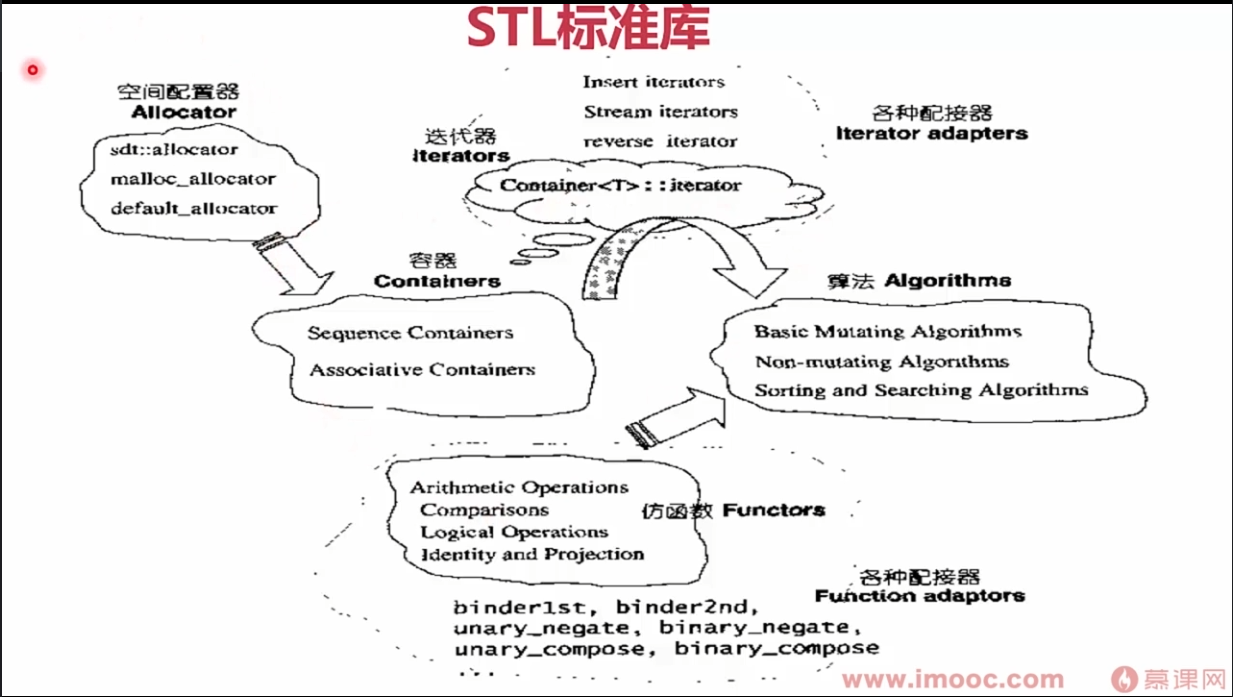 STL标准库
空间配置器
Allocator
sdt::allocator
malloc_allocator
default_allocator
迭代器
Iterators
Insert iterators
Stream iterators
reverse iterator
Container<T>::iterator
各种配接器
Iterator adapters
容器
Containers
Sequence Containers
Associative Containers
算法 Algorithms
Basic Mutating Algorithms
Non-mutating Algorithms
Sorting and Searching Algorithms
Arithmetic Operations
Comparisons
Logical Operations
Identity and Projection
仿函数 Functors
各种配接器
Function adaptors
binder1st, binder2nd,
unary_negate, binary_negate,
unary_compose, binary_compose
...
www.imooc.com
慕课网